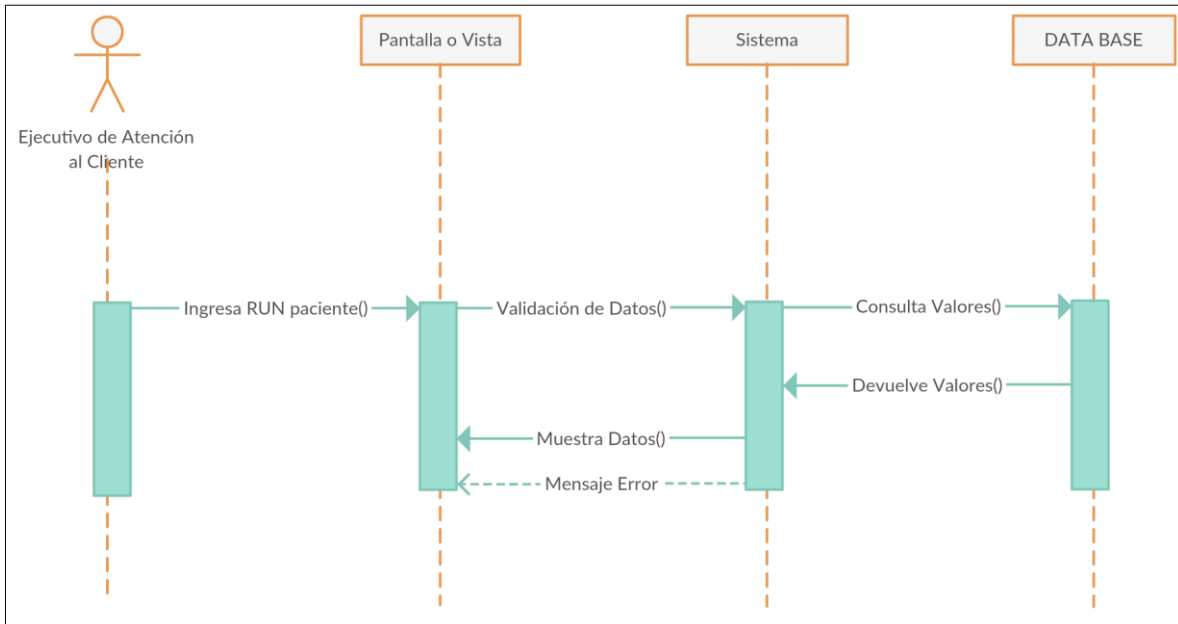 Pantalla o Vista
Sistema
DATA BASE
Ejecutivo de Atención
al Cliente
Ingresa RUN paciente()
Validación de Datos()
Consulta Valores()
Devuelve Valores()
Muestra Datos()
Mensaje Error